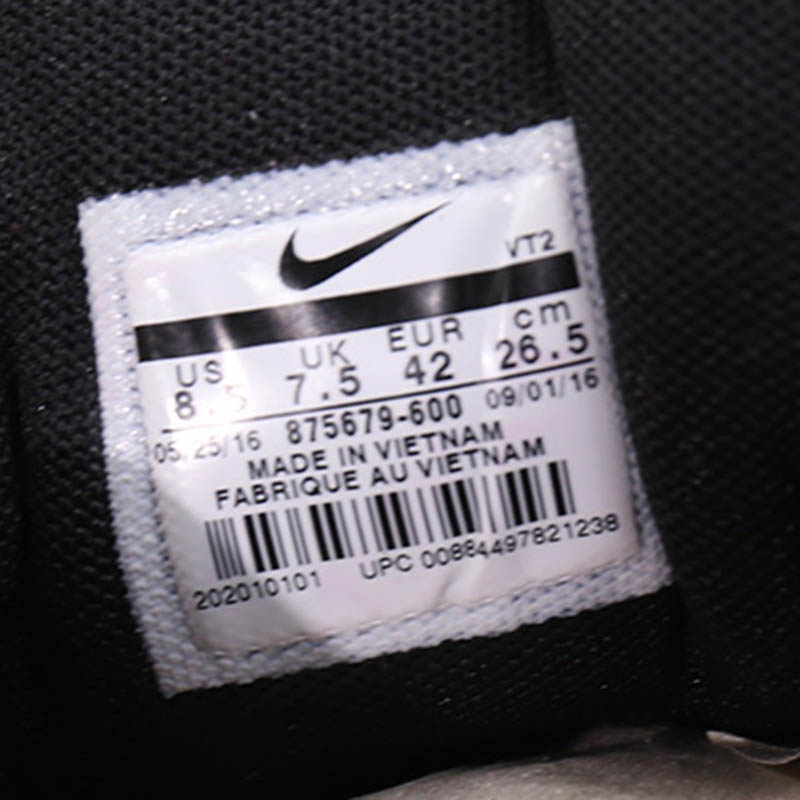 VT2
US UK EUR cm
8.5 7.5 42 26.5
05/25/16 875679-600 09/01/16
MADE IN VIETNAM
FABRIQUE AU VIETNAM
202010101 UPC 00884497821238